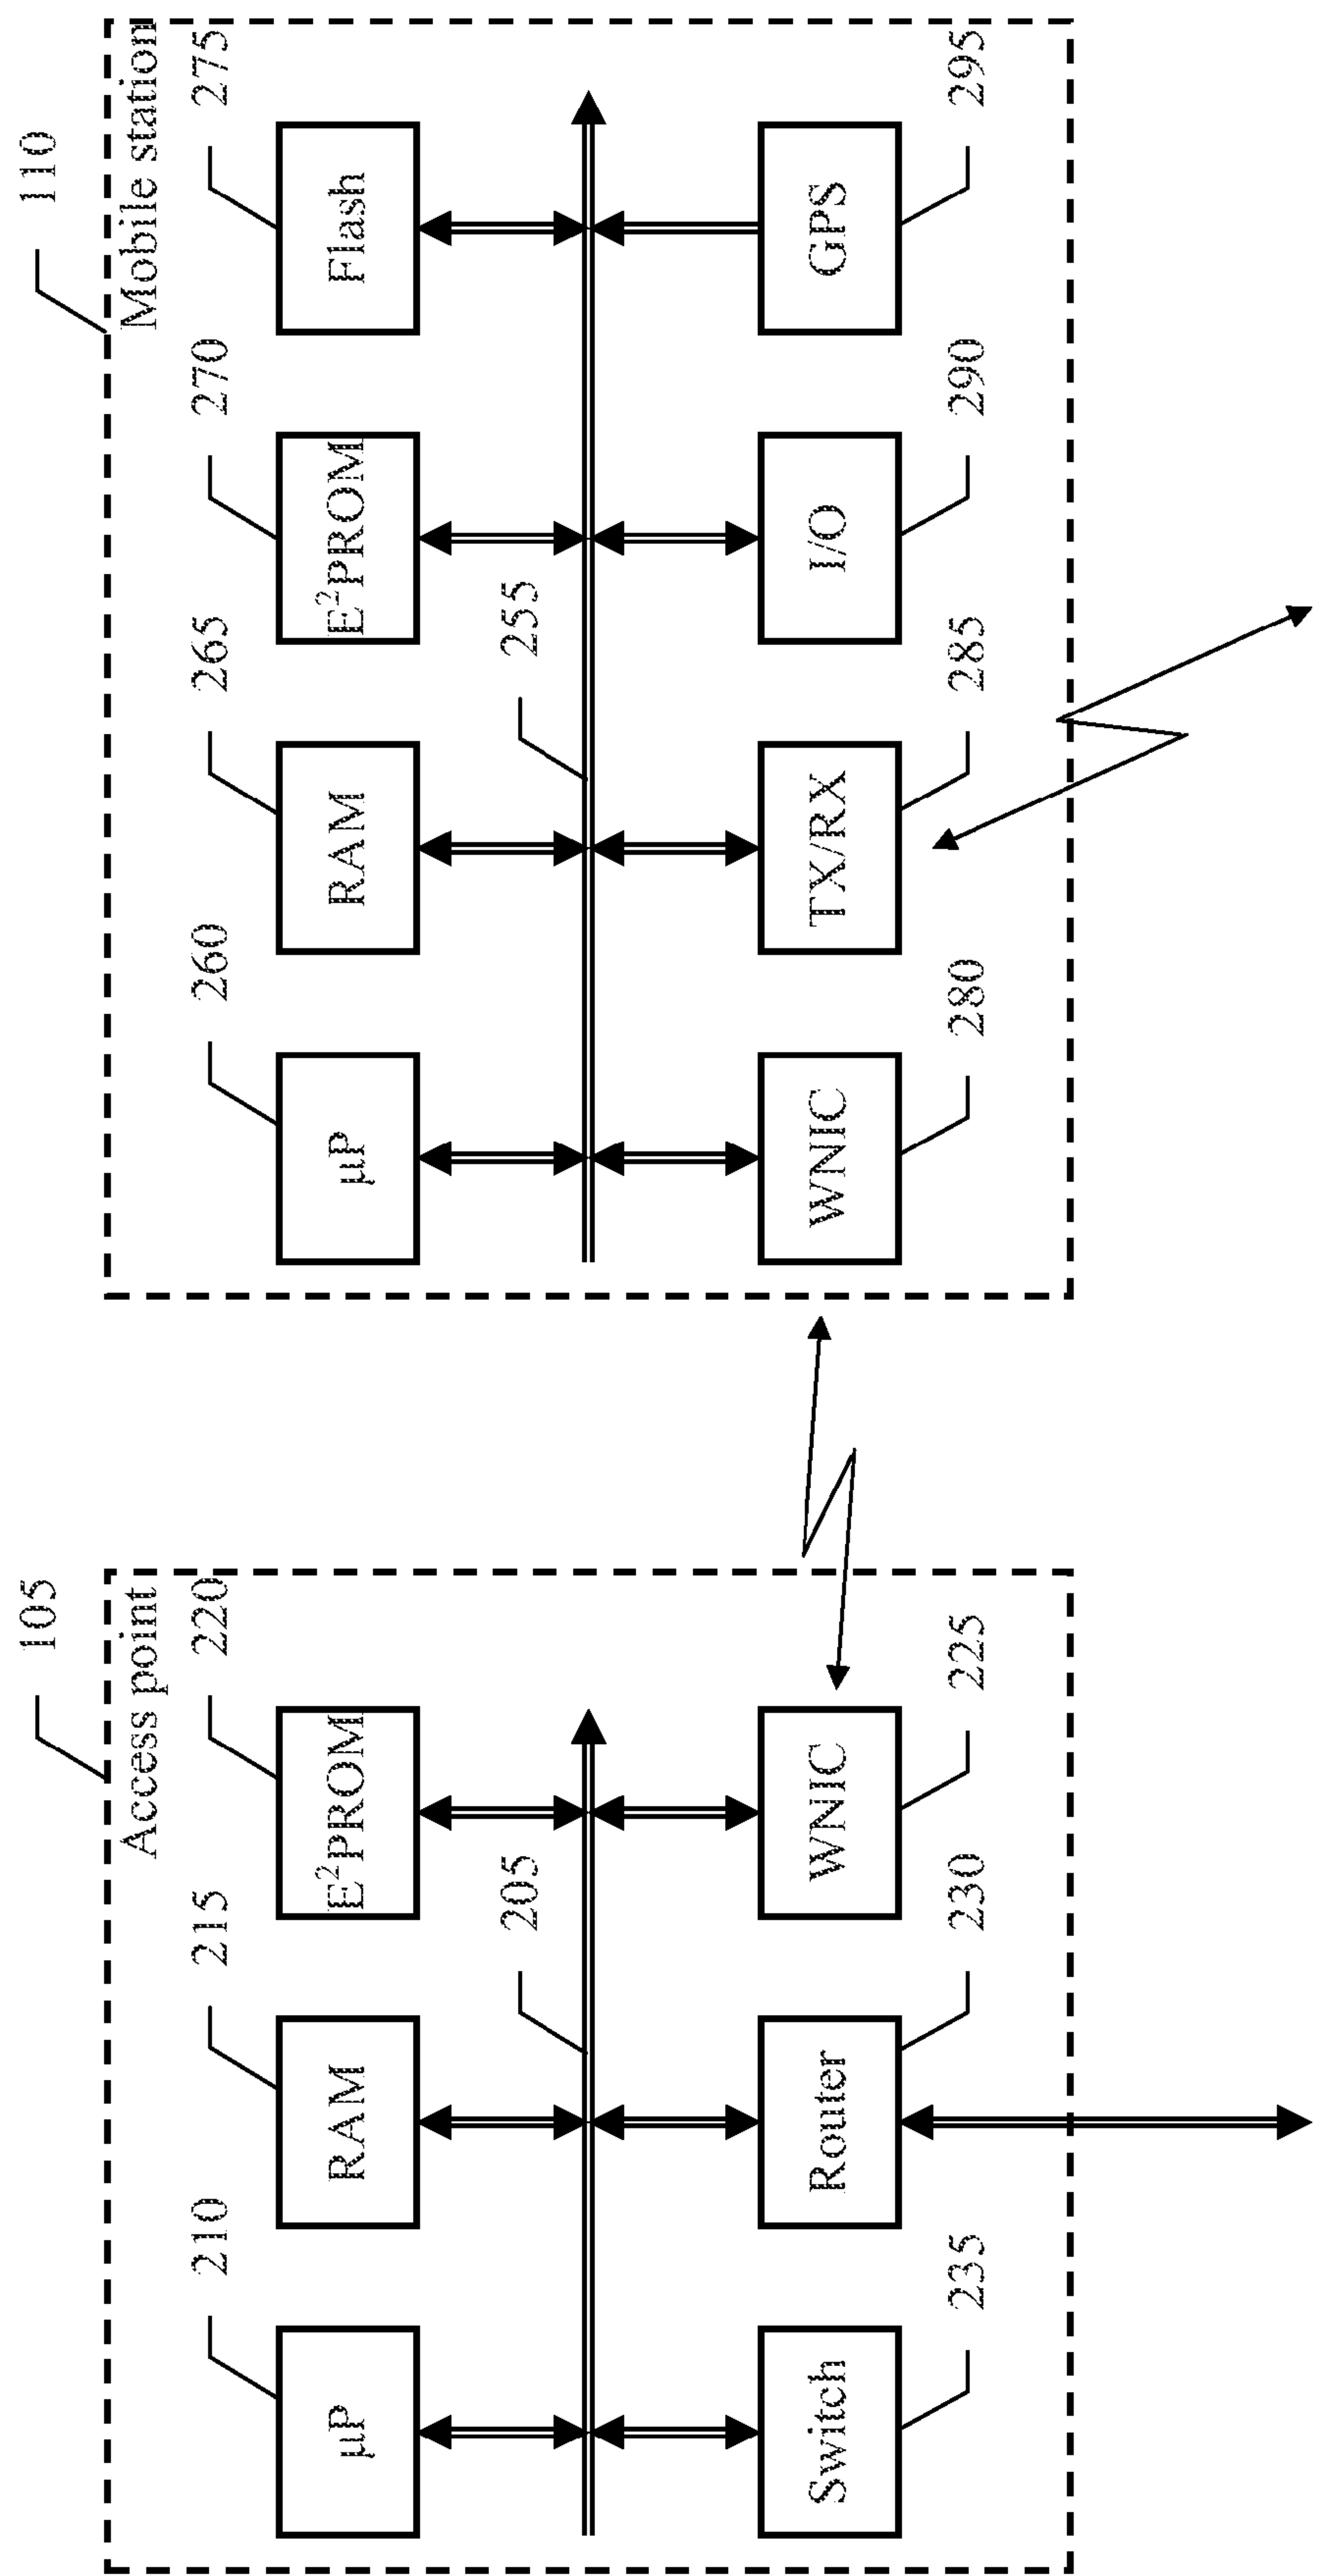 105
Access point
210
215
220
μP
RAM
E²PROM
205
Switch
Router
WNIC
235
230
225
110
Mobile station
260
265
270
275
μP
RAM
E²PROM
Flash
255
WNIC
TX/RX
I/O
GPS
280
285
290
295